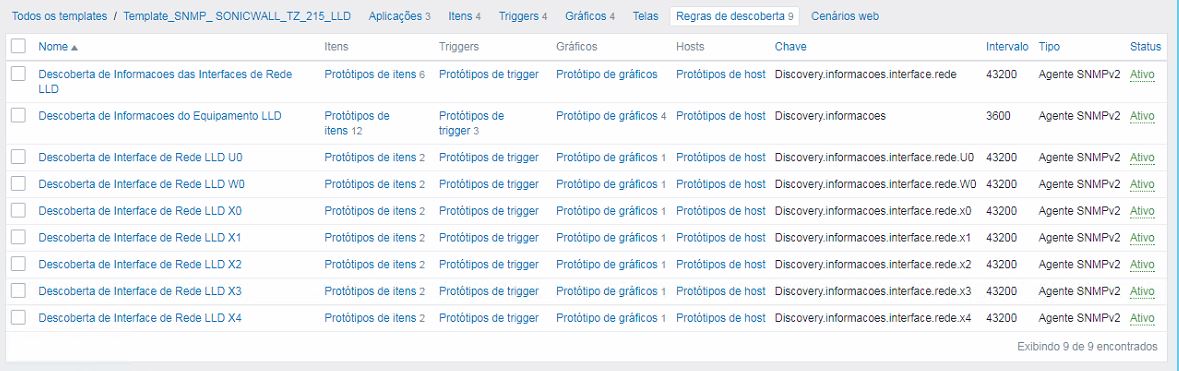 Todos os templates / Template_SNMP_ SONICWALL_TZ_215_LLD Aplicações 3 Itens 4 Triggers 4 Gráficos 4 Telas Regras de descoberta 9 Cenários web
Nome Itens Triggers Gráficos Hosts Chave Intervalo Tipo Status
Descoberta de Informacoes das Interfaces de Rede LLD Protótipos de itens 6 Protótipos de trigger Protótipo de gráficos Protótipos de host Discovery.informacoes.interface.rede 43200 Agente SNMPv2 Ativo
Descoberta de Informacoes do Equipamento LLD Protótipos de itens 12 Protótipos de trigger 3 Protótipo de gráficos 4 Protótipos de host Discovery.informacoes 3600 Agente SNMPv2 Ativo
Descoberta de Interface de Rede LLD U0 Protótipos de itens 2 Protótipos de trigger Protótipo de gráficos 1 Protótipos de host Discovery.informacoes.interface.rede.U0 43200 Agente SNMPv2 Ativo
Descoberta de Interface de Rede LLD W0 Protótipos de itens 2 Protótipos de trigger Protótipo de gráficos 1 Protótipos de host Discovery.informacoes.interface.rede.W0 43200 Agente SNMPv2 Ativo
Descoberta de Interface de Rede LLD X0 Protótipos de itens 2 Protótipos de trigger Protótipo de gráficos 1 Protótipos de host Discovery.informacoes.interface.rede.x0 43200 Agente SNMPv2 Ativo
Descoberta de Interface de Rede LLD X1 Protótipos de itens 2 Protótipos de trigger Protótipo de gráficos 1 Protótipos de host Discovery.informacoes.interface.rede.x1 43200 Agente SNMPv2 Ativo
Descoberta de Interface de Rede LLD X2 Protótipos de itens 2 Protótipos de trigger Protótipo de gráficos 1 Protótipos de host Discovery.informacoes.interface.rede.x2 43200 Agente SNMPv2 Ativo
Descoberta de Interface de Rede LLD X3 Protótipos de itens 2 Protótipos de trigger Protótipo de gráficos 1 Protótipos de host Discovery.informacoes.interface.rede.x3 43200 Agente SNMPv2 Ativo
Descoberta de Interface de Rede LLD X4 Protótipos de itens 2 Protótipos de trigger Protótipo de gráficos 1 Protótipos de host Discovery.informacoes.interface.rede.x4 43200 Agente SNMPv2 Ativo
Exibindo 9 de 9 encontrados